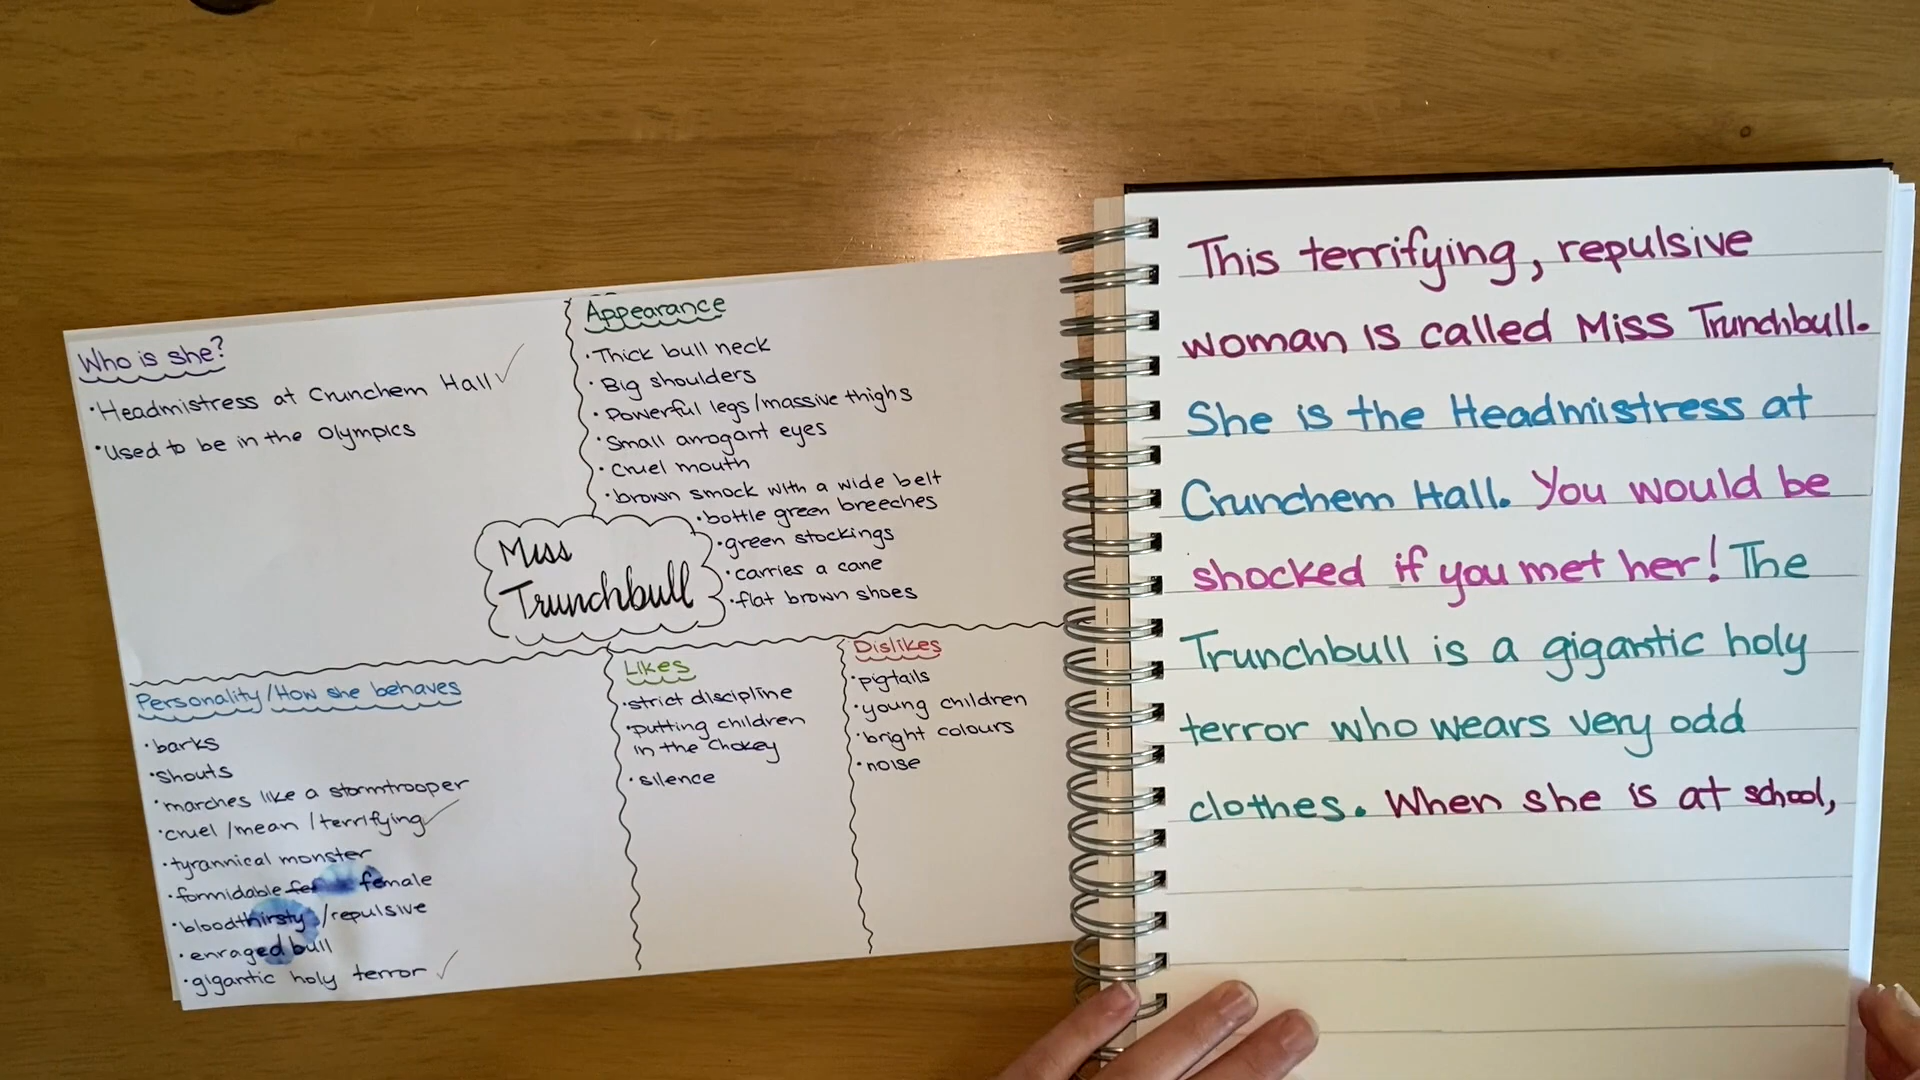 Who is she?
•Headmistress at Crunchem Hall
•Used to be in the Olympics
Appearance
•Thick bull neck
•Big shoulders
•Powerful legs/massive thighs
•Small arrogant eyes
•Cruel mouth
•brown smock with a wide belt
•bottle green breeches
•green stockings
•carries a cane
•flat brown shoes
Miss
Trunchbull
Personality/How she behaves
•barks
•Shouts
•marches like a stormtrooper
•cruel/mean/terrifying
•tyrannical monster
•formidable female
•bloodthirsty/repulsive
•enraged bull
•gigantic holy terror
Likes
•strict discipline
•putting children
in the Chokey
•silence
Dislikes
•pigtails
•young children
•bright colours
•noise
This terrifying, repulsive
woman is called Miss Trunchbull.
She is the Headmistress at
Crunchem Hall. You would be
shocked if you met her! The
Trunchbull is a gigantic holy
terror who wears very odd
clothes. When she is at school,